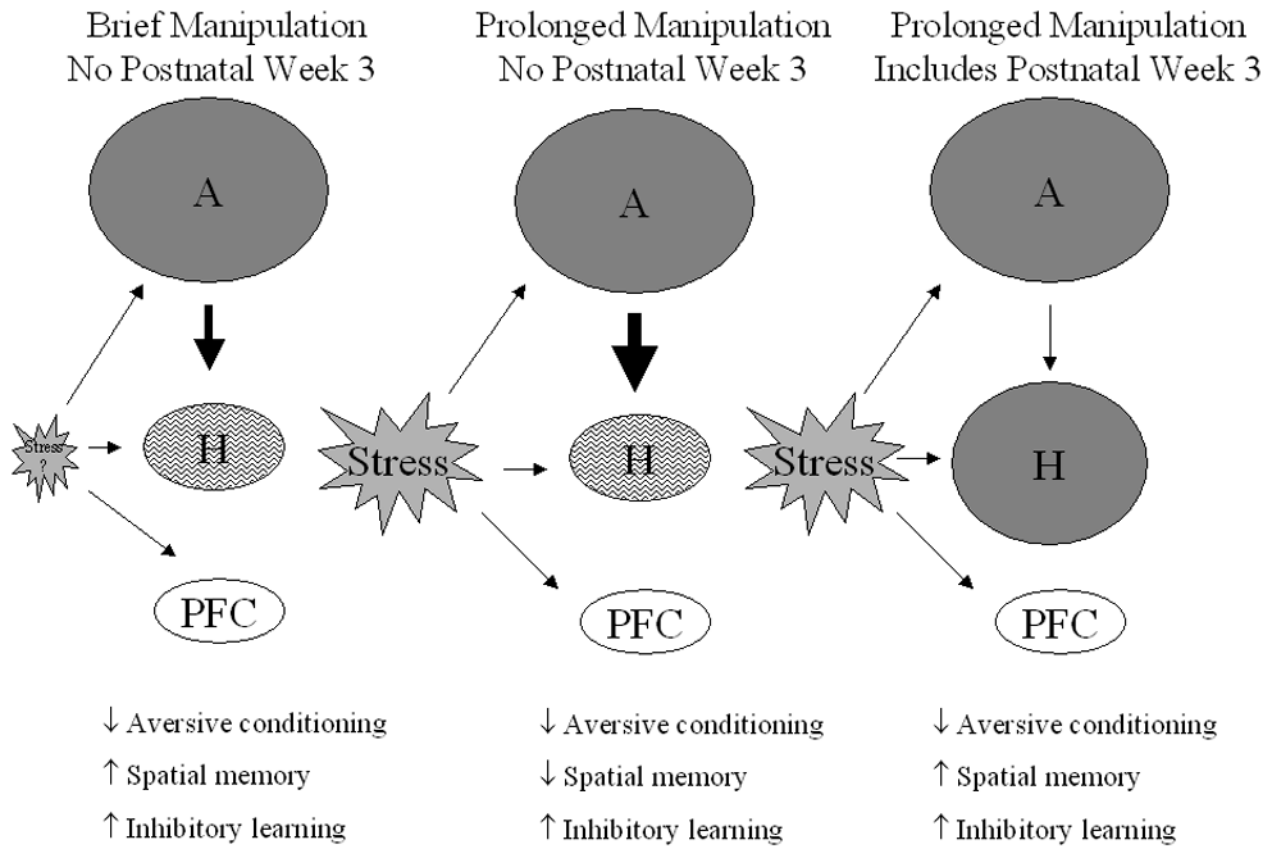 Brief Manipulation
No Postnatal Week 3
A
Stress
?
H
PFC
↓ Aversive conditioning
↑ Spatial memory
↑ Inhibitory learning
Prolonged Manipulation
No Postnatal Week 3
A
Stress
H
PFC
↓ Aversive conditioning
↓ Spatial memory
↑ Inhibitory learning
Prolonged Manipulation
Includes Postnatal Week 3
A
Stress
H
PFC
↓ Aversive conditioning
↑ Spatial memory
↑ Inhibitory learning